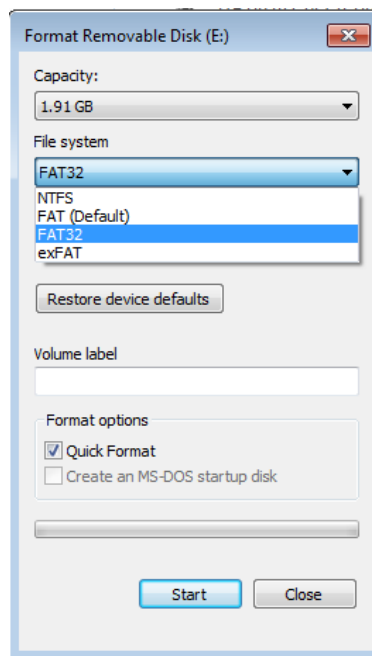 Format Removable Disk (E:)
Capacity:
1.91 GB
File system
FAT32
NTFS
FAT (Default)
FAT32
exFAT
Restore device defaults
Volume label
Format options
Quick Format
Create an MS-DOS startup disk
Start Close